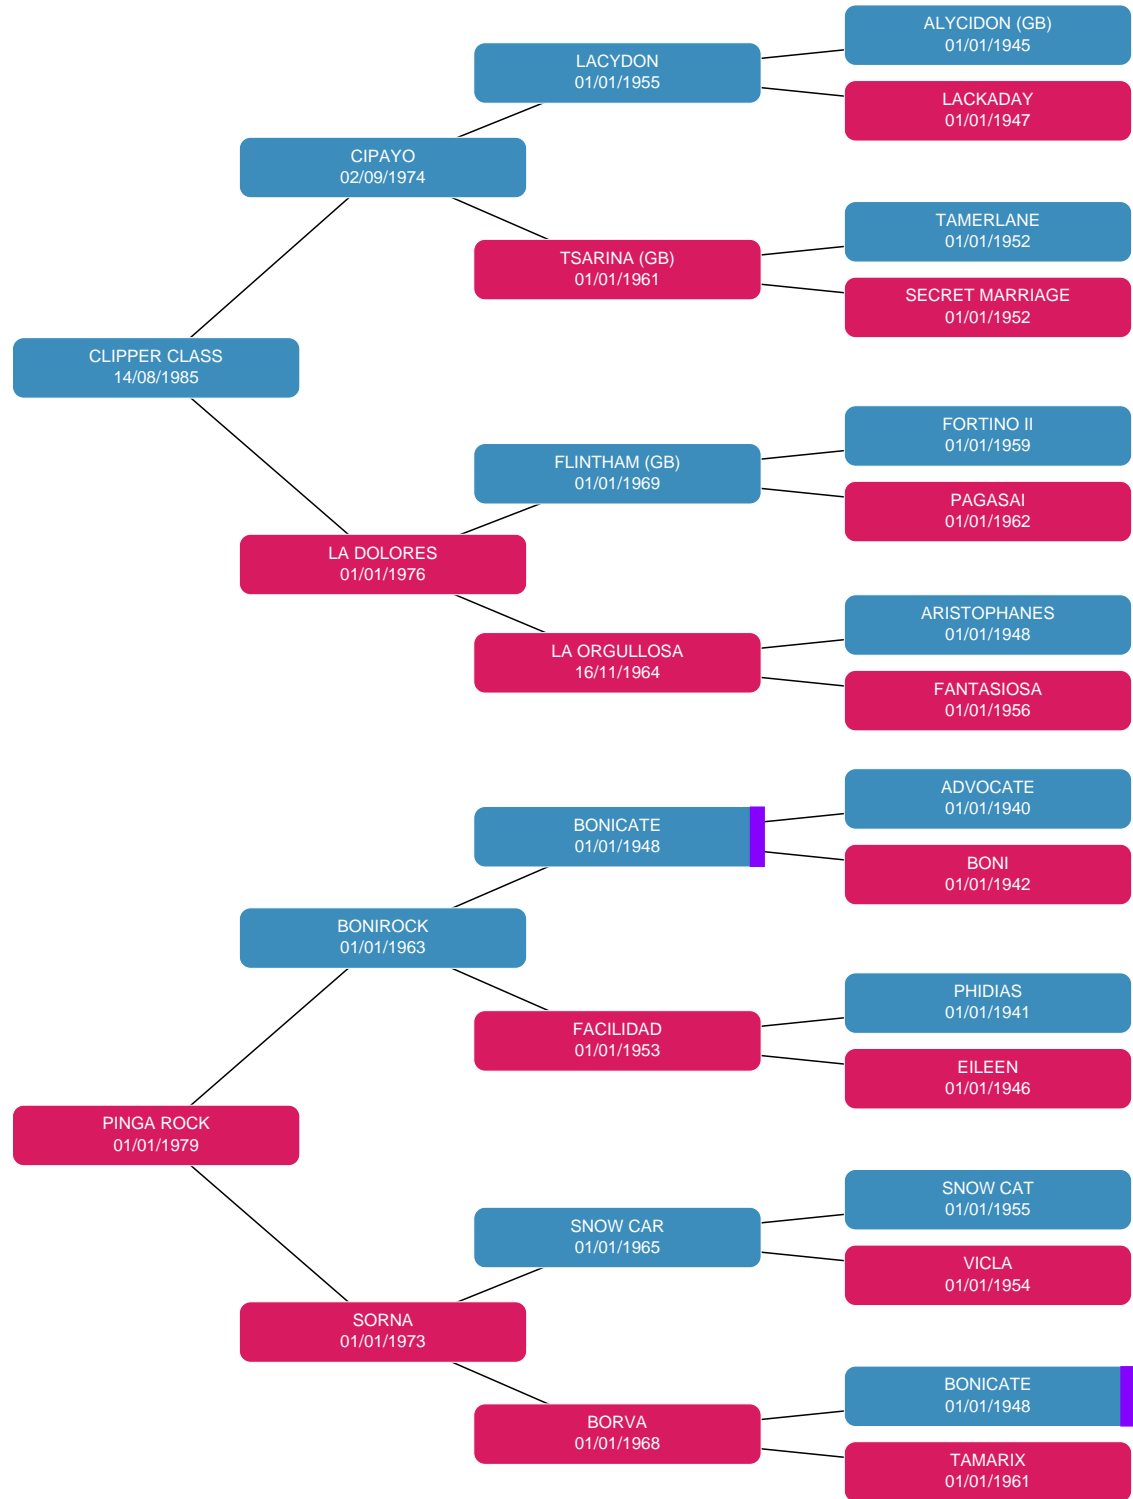 ALYCIDON (GB)
01/01/1945
LACYDON
01/01/1955
LACKADAY
01/01/1947
CIPAYO
02/09/1974
TAMERLANE
01/01/1952
TSARINA (GB)
01/01/1961
SECRET MARRIAGE
01/01/1952
CLIPPER CLASS
14/08/1985
FORTINO II
01/01/1959
FLINTHAM (GB)
01/01/1969
PAGASAI
01/01/1962
LA DOLORES
01/01/1976
ARISTOPHANES
01/01/1948
LA ORGULLOSA
16/11/1964
FANTASIOSA
01/01/1956
ADVOCATE
01/01/1940
BONICATE
01/01/1948
BONI
01/01/1942
BONIROCK
01/01/1963
PHIDIAS
01/01/1941
FACILIDAD
01/01/1953
EILEEN
01/01/1946
PINGA ROCK
01/01/1979
SNOW CAT
01/01/1955
SNOW CAR
01/01/1965
VICLA
01/01/1954
SORNA
01/01/1973
BONICATE
01/01/1948
BORVA
01/01/1968
TAMARIX
01/01/1961